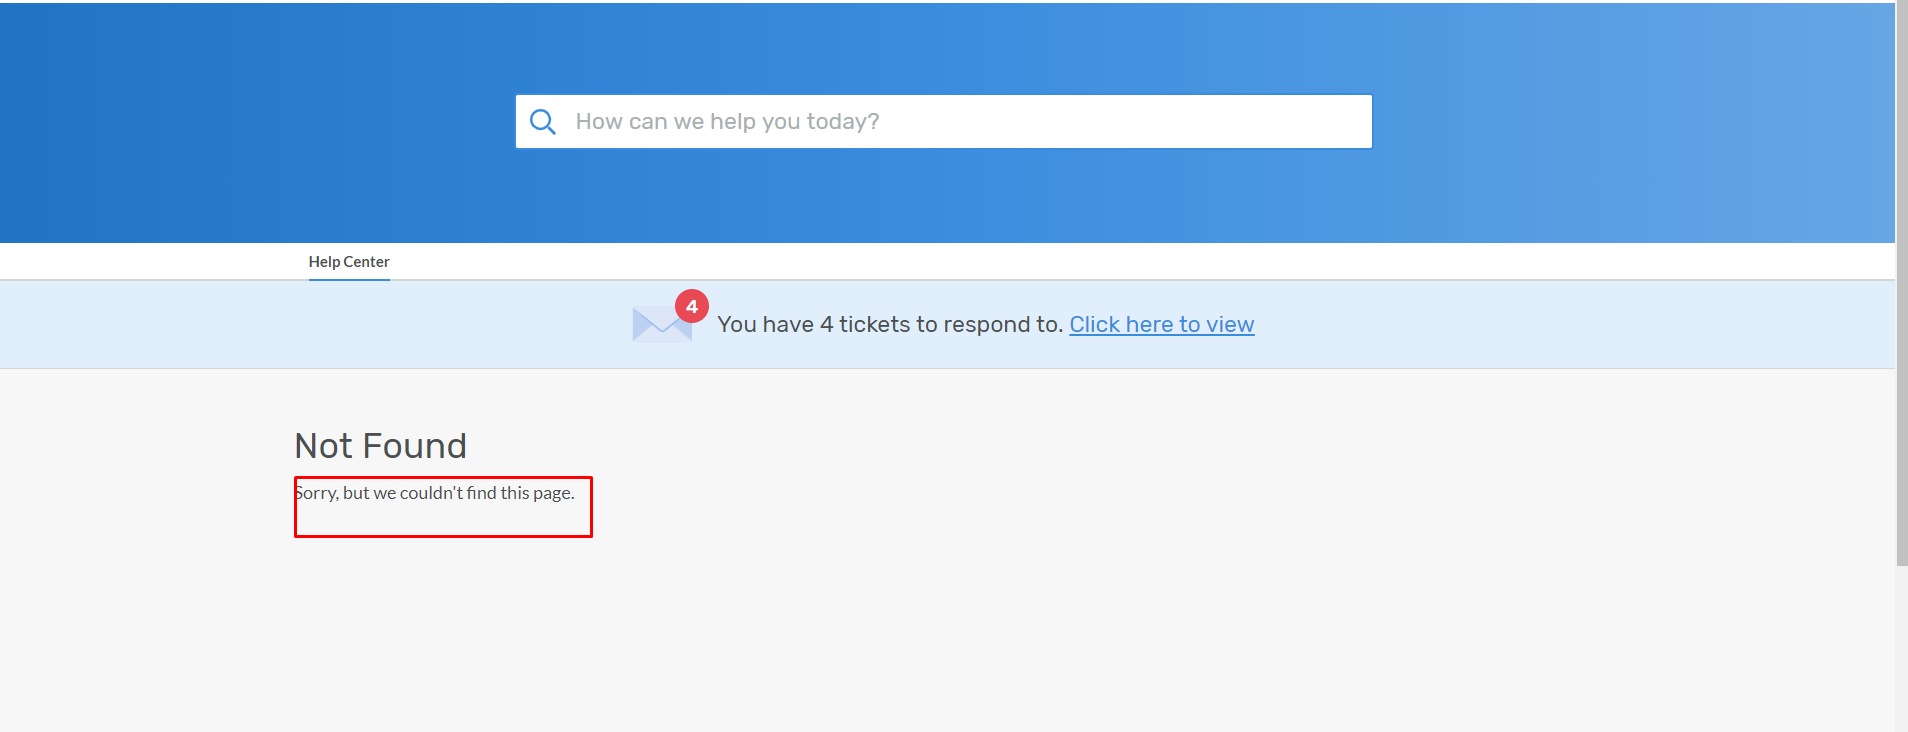 How can we help you today?
Help Center
4
You have 4 tickets to respond to. Click here to view
Not Found
Sorry, but we couldn't find this page.